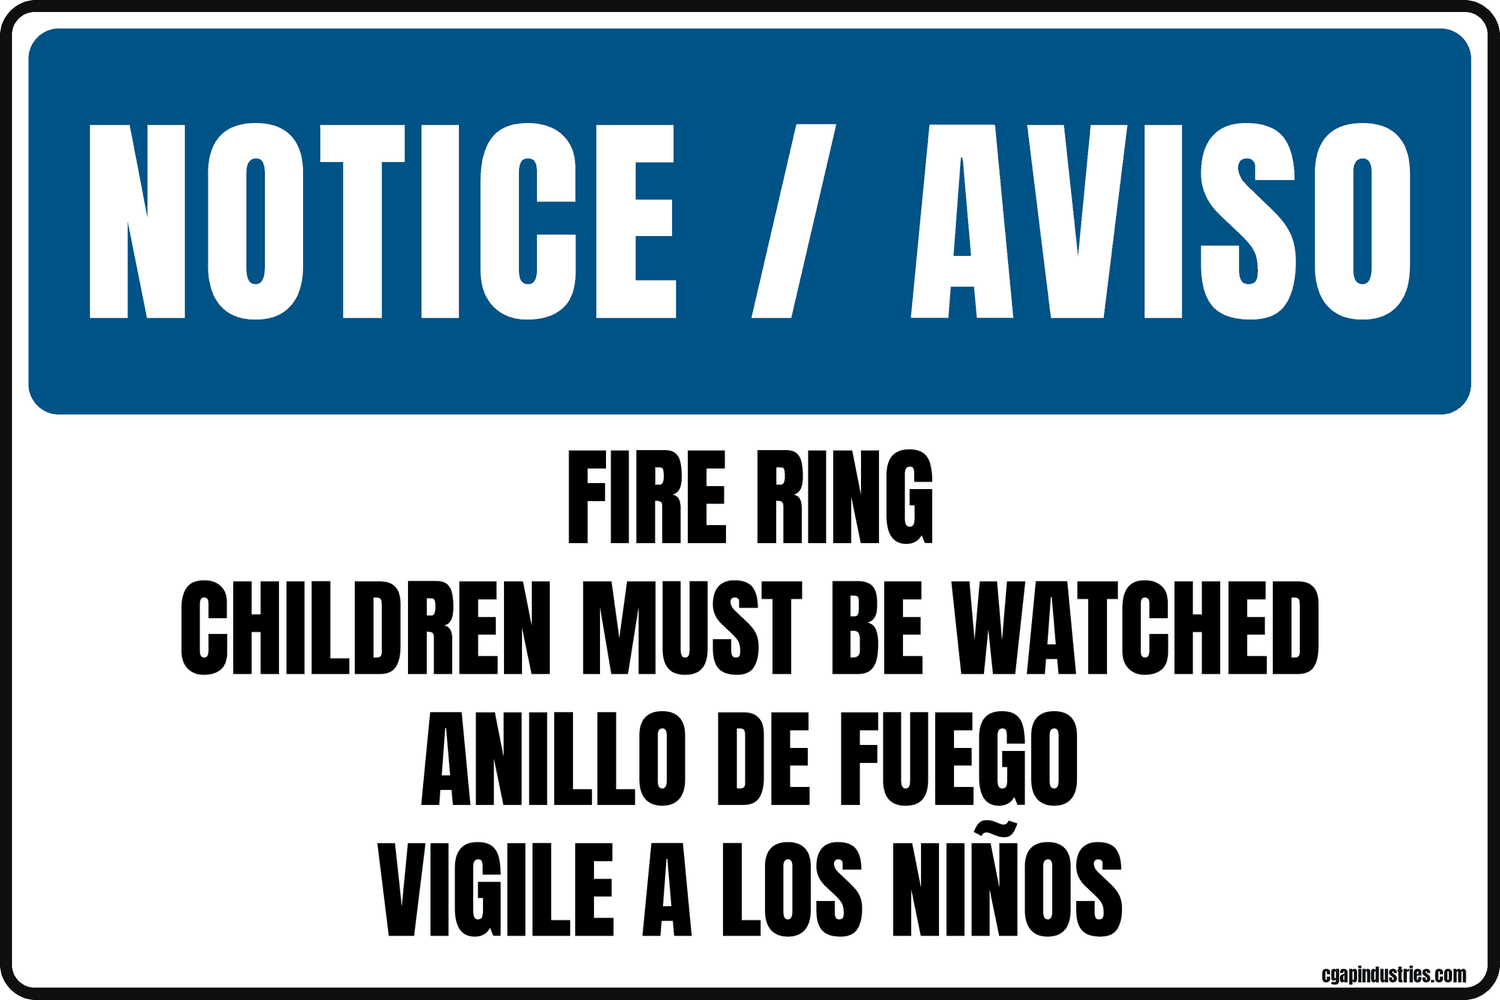 NOTICE / AVISO
FIRE RING
CHILDREN MUST BE WATCHED
ANILLO DE FUEGO
VIGILE A LOS NIÑOS
cgapindustries.com